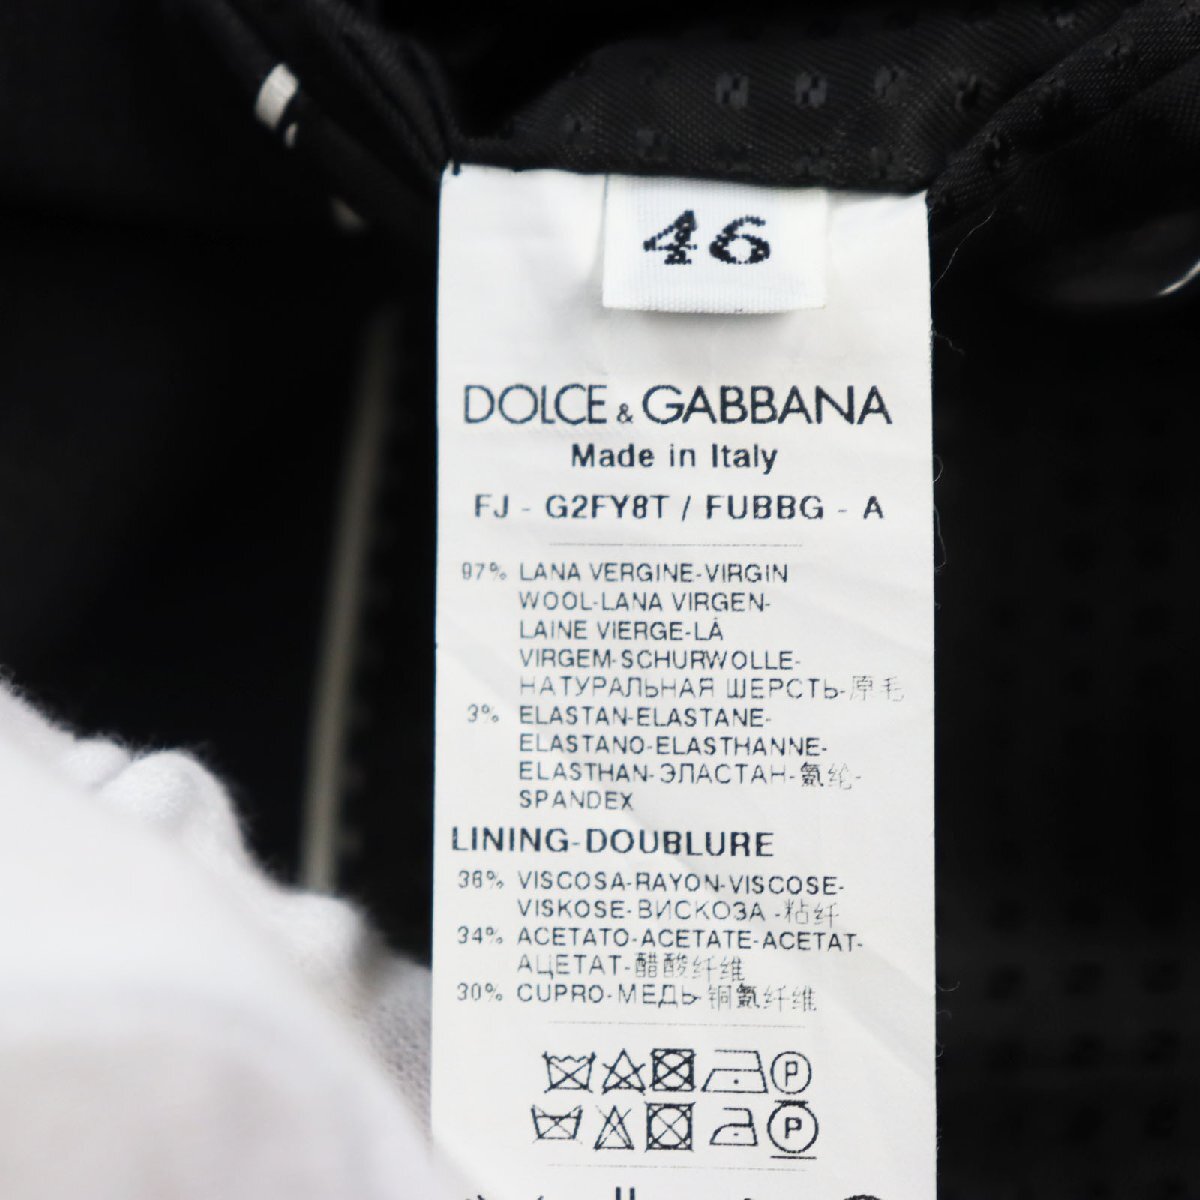 46
DOLCE & GABBANA
Made in Italy
FJ - G2FY8T / FUBBG - A
97% LANA VERGINE-VIRGIN
WOOL-LANA VIRGEN-
LAINE VIERGE-LÃ
VIRGEM-SCHURWOLLE-
НАТУРАЛЬНАЯ ШЕРСТЬ-原毛
3% ELASTAN-ELASTANE-
ELASTANO-ELASTHANNE-
ELASTHAN-ЭЛАСТАН-氨纶-
SPANDEX
LINING-DOUBLURE
36% VISCOSA-RAYON-VISCOSE-
VISKOSE-ВИСКОЗА-粘纤
34% ACETATO-ACETATE-ACETAT-
АЦЕТАТ-醋酸纤维
30% CUPRO-МЕДЬ-铜氨纤维
P
P